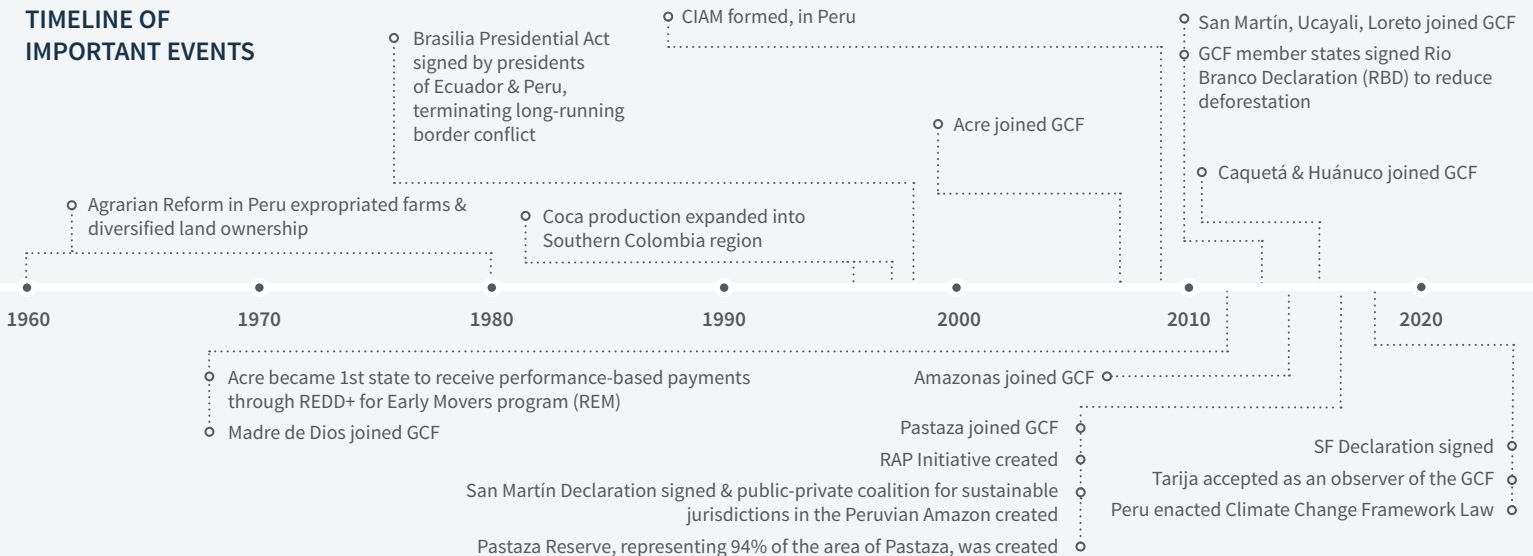 TIMELINE OF
IMPORTANT EVENTS
Brasilia Presidential Act
signed by presidents
of Ecuador & Peru,
terminating long-running
border conflict
CIAM formed, in Peru
San Martín, Ucayali, Loreto joined GCF
GCF member states signed Rio
Branco Declaration (RBD) to reduce
deforestation
Acre joined GCF
Caquetá & Huánuco joined GCF
Agrarian Reform in Peru expropriated farms &
diversified land ownership
Coca production expanded into
Southern Colombia region
1960 1970 1980 1990 2000 2010 2020
Acre became 1st state to receive performance-based payments
through REDD+ for Early Movers program (REM)
Madre de Dios joined GCF
Amazonas joined GCF
Pastaza joined GCF
RAP Initiative created
San Martín Declaration signed & public-private coalition for sustainable
jurisdictions in the Peruvian Amazon created
Pastaza Reserve, representing 94% of the area of Pastaza, was created
SF Declaration signed
Tarija accepted as an observer of the GCF
Peru enacted Climate Change Framework Law